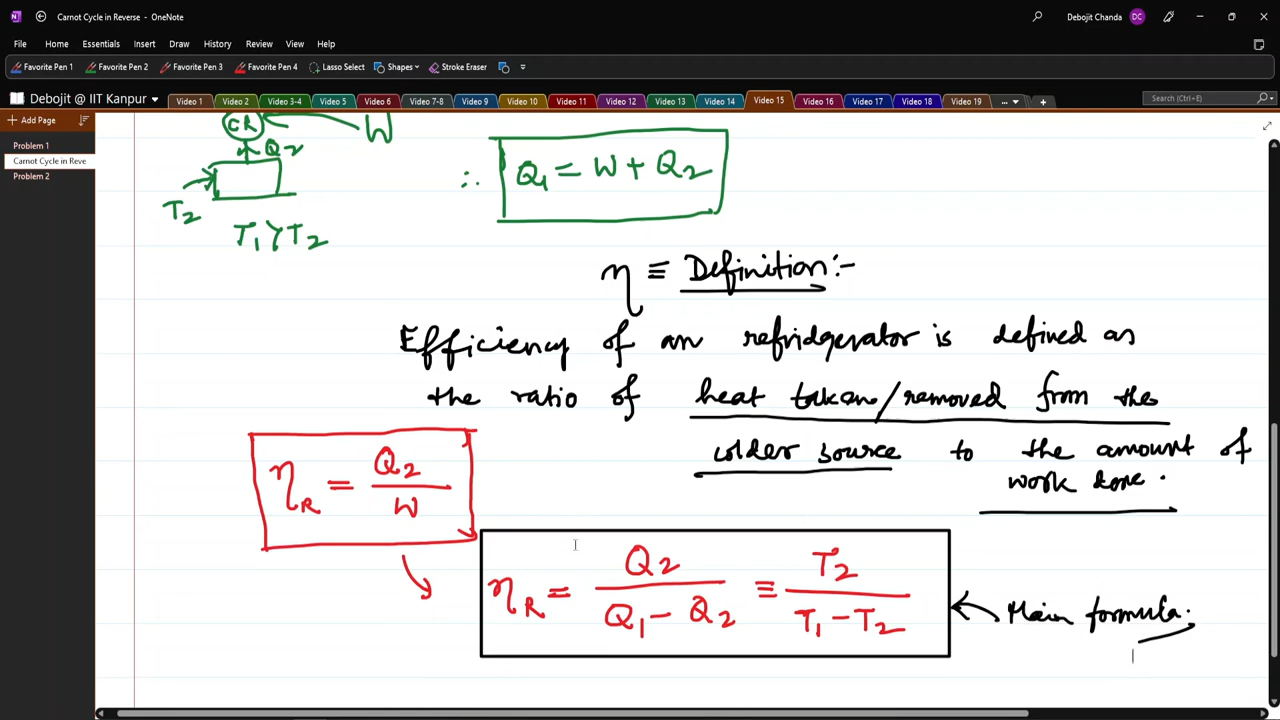 Carnot Cycle in Reverse - OneNote
Debojit Chanda DC
File Home Essentials Insert Draw History Review View Help
Favorite Pen 1 Favorite Pen 2 Favorite Pen 3 Favorite Pen 4 Lasso Select Shapes Stroke Eraser
Debojit @ IIT Kanpur
Video 1 Video 2 Video 3-4 Video 5 Video 6 Video 7-8 Video 9 Video 10 Video 11 Video 12 Video 13 Video 14 Video 15 Video 16 Video 17 Video 18 Video 19 ...
Search (Ctrl+E)
Add Page
Problem 1
Carnot Cycle in Reve
Problem 2
CR W
Q2
T2
T1 > T2
∴ Q1 = W + Q2
η ≡ Definition :-
Efficiency of an refridgerator is defined as
the ratio of heat taken/removed from the
colder source to the amount of
work done.
ηR = Q2 / W
ηR = Q2 / (Q1 - Q2) ≡ T2 / (T1 - T2)
Main formula.